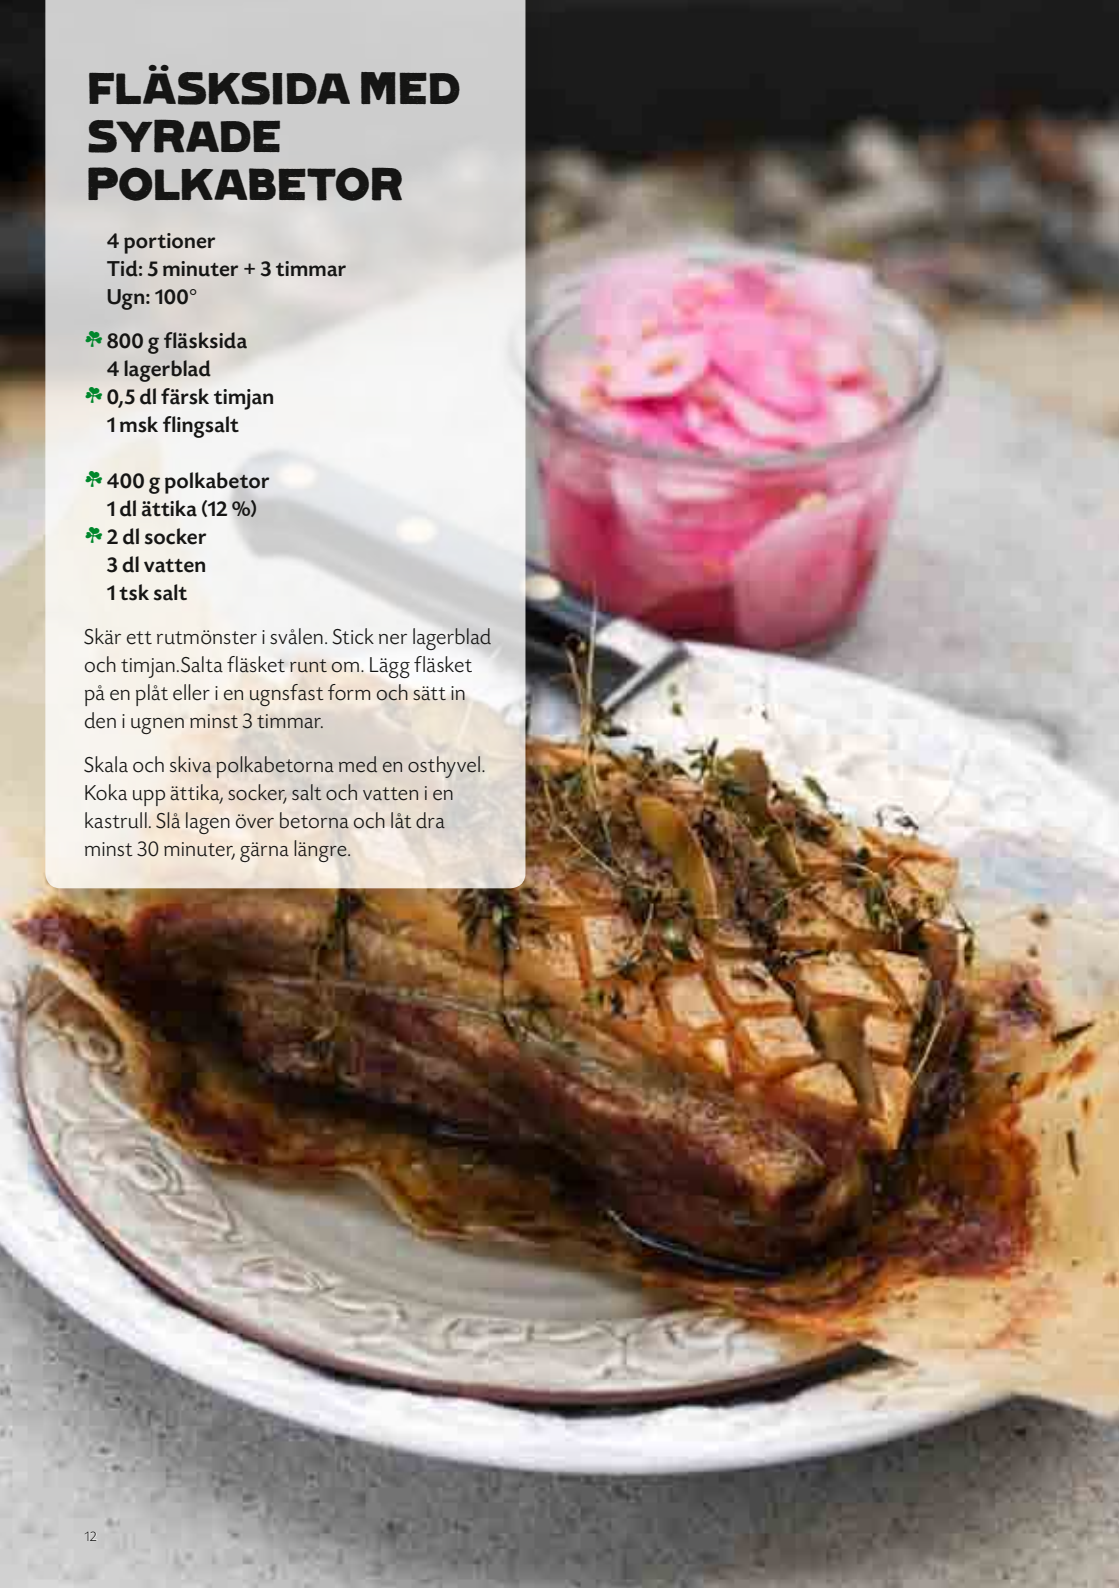 FLÄSKSIDA MED
SYRADE
POLKABETOR
4 portioner
Tid: 5 minuter + 3 timmar
Ugn: 100°
800 g fläsksida
4 lagerblad
0,5 dl färsk timjan
1 msk flingsalt
400 g polkabetor
1 dl ättika (12 %)
2 dl socker
3 dl vatten
1 tsk salt
Skär ett rutmönster i svålen. Stick ner lagerblad
och timjan.Salta fläsket runt om. Lägg fläsket
på en plåt eller i en ugnsfast form och sätt in
den i ugnen minst 3 timmar.
Skala och skiva polkabetorna med en osthyvel.
Koka upp ättika, socker, salt och vatten i en
kastrull. Slå lagen över betorna och låt dra
minst 30 minuter, gärna längre.
12